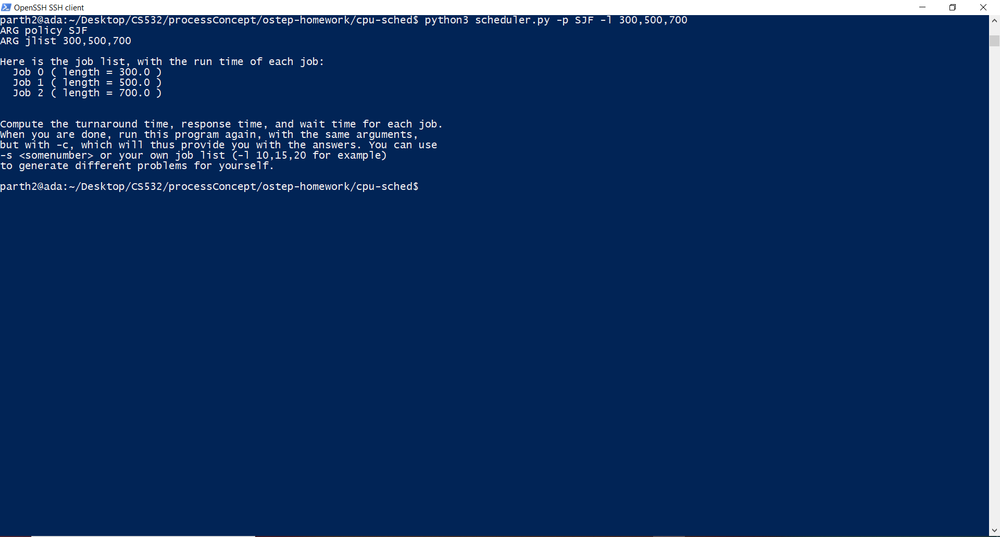 OpenSSH SSH client
parth2@ada:~/Desktop/CS532/processConcept/ostep-homework/cpu-sched$ python3 scheduler.py -p SJF -l 300,500,700
ARG policy SJF
ARG jlist 300,500,700
Here is the job list, with the run time of each job:
  Job 0 ( length = 300.0 )
  Job 1 ( length = 500.0 )
  Job 2 ( length = 700.0 )
Compute the turnaround time, response time, and wait time for each job.
When you are done, run this program again, with the same arguments,
but with -c, which will thus provide you with the answers. You can use
-s <somenumber> or your own job list (-l 10,15,20 for example)
to generate different problems for yourself.
parth2@ada:~/Desktop/CS532/processConcept/ostep-homework/cpu-sched$